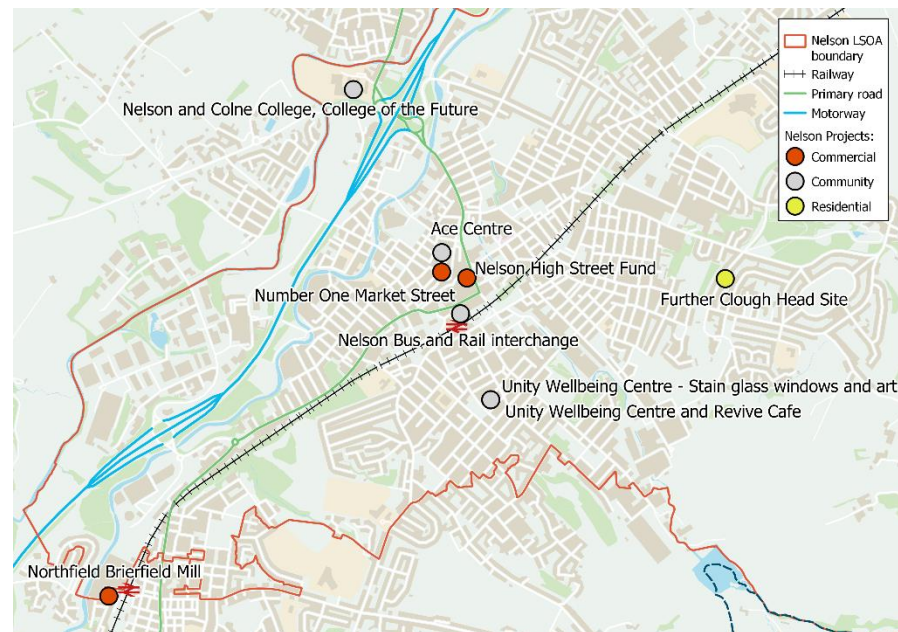 Nelson LSOA
boundary
Railway
Primary road
Motorway
Nelson Projects:
Commercial
Community
Residential
Nelson and Colne College, College of the Future
Ace Centre
Nelson High Street Fund
Number One Market Street
Further Clough Head Site
Nelson Bus and Rail interchange
Unity Wellbeing Centre - Stain glass windows and art
Unity Wellbeing Centre and Revive Cafe
Northfield Brierfield Mill